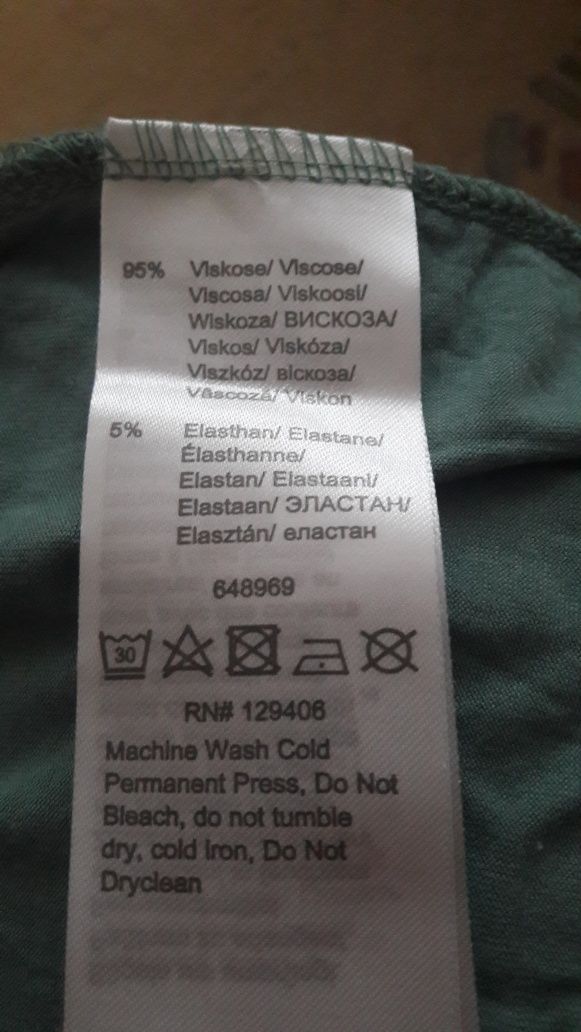 95% Viskose/ Viscose/
Viscosa/ Viskoosi/
Wiskoza/ ВИСКОЗА/
Viskos/ Viskóza/
Viszkóz/ віскоза/
Vâscoză/ Viskon
5% Elasthan/ Elastane/
Élasthanne/
Elastan/ Elastaani/
Elastaan/ ЭЛАСТАН/
Elasztán/ еластан
648969
30
RN# 129406
Machine Wash Cold
Permanent Press, Do Not
Bleach, do not tumble
dry, cold Iron, Do Not
Dryclean